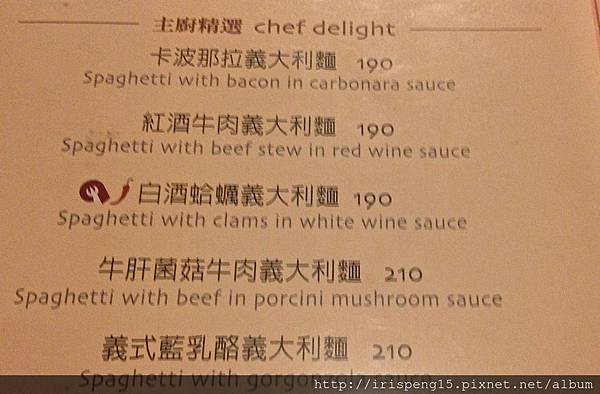 主廚精選 chef delight
卡波那拉義大利麵 190
Spaghetti with bacon in carbonara sauce
紅酒牛肉義大利麵 190
Spaghetti with beef stew in red wine sauce
白酒蛤蠣義大利麵 190
Spaghetti with clams in white wine sauce
牛肝菌菇牛肉義大利麵 210
Spaghetti with beef in porcini mushroom sauce
義式藍乳酪義大利麵 210
Spaghetti with gorgonzola sauce
http://irispeng15.pixnet.net/album